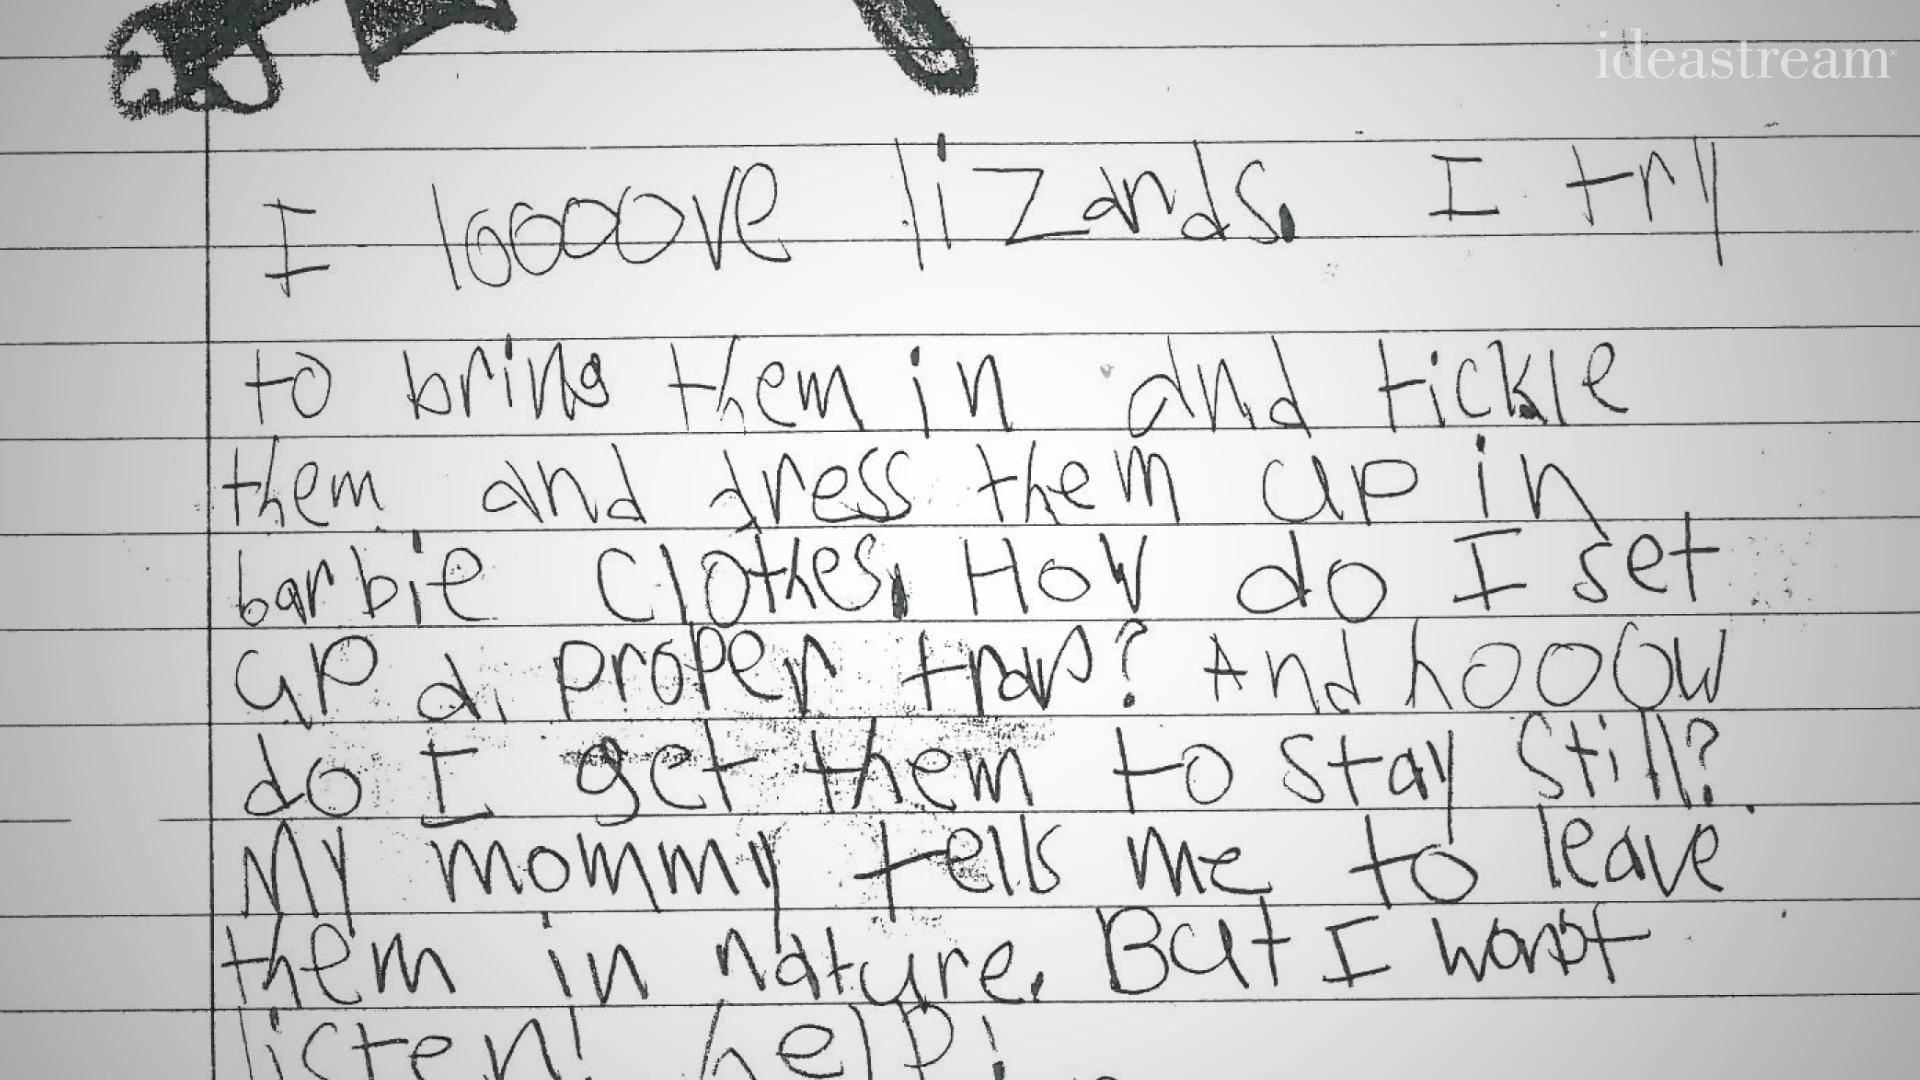 ideastream
I looooove lizards. I try
to bring them in and tickle
them and dress them up in
barbie clothes. How do I set
up a proper trap? And hooow
do I get them to stay still?
My mommy tells me to leave
them in nature. But I wont
listen! help!